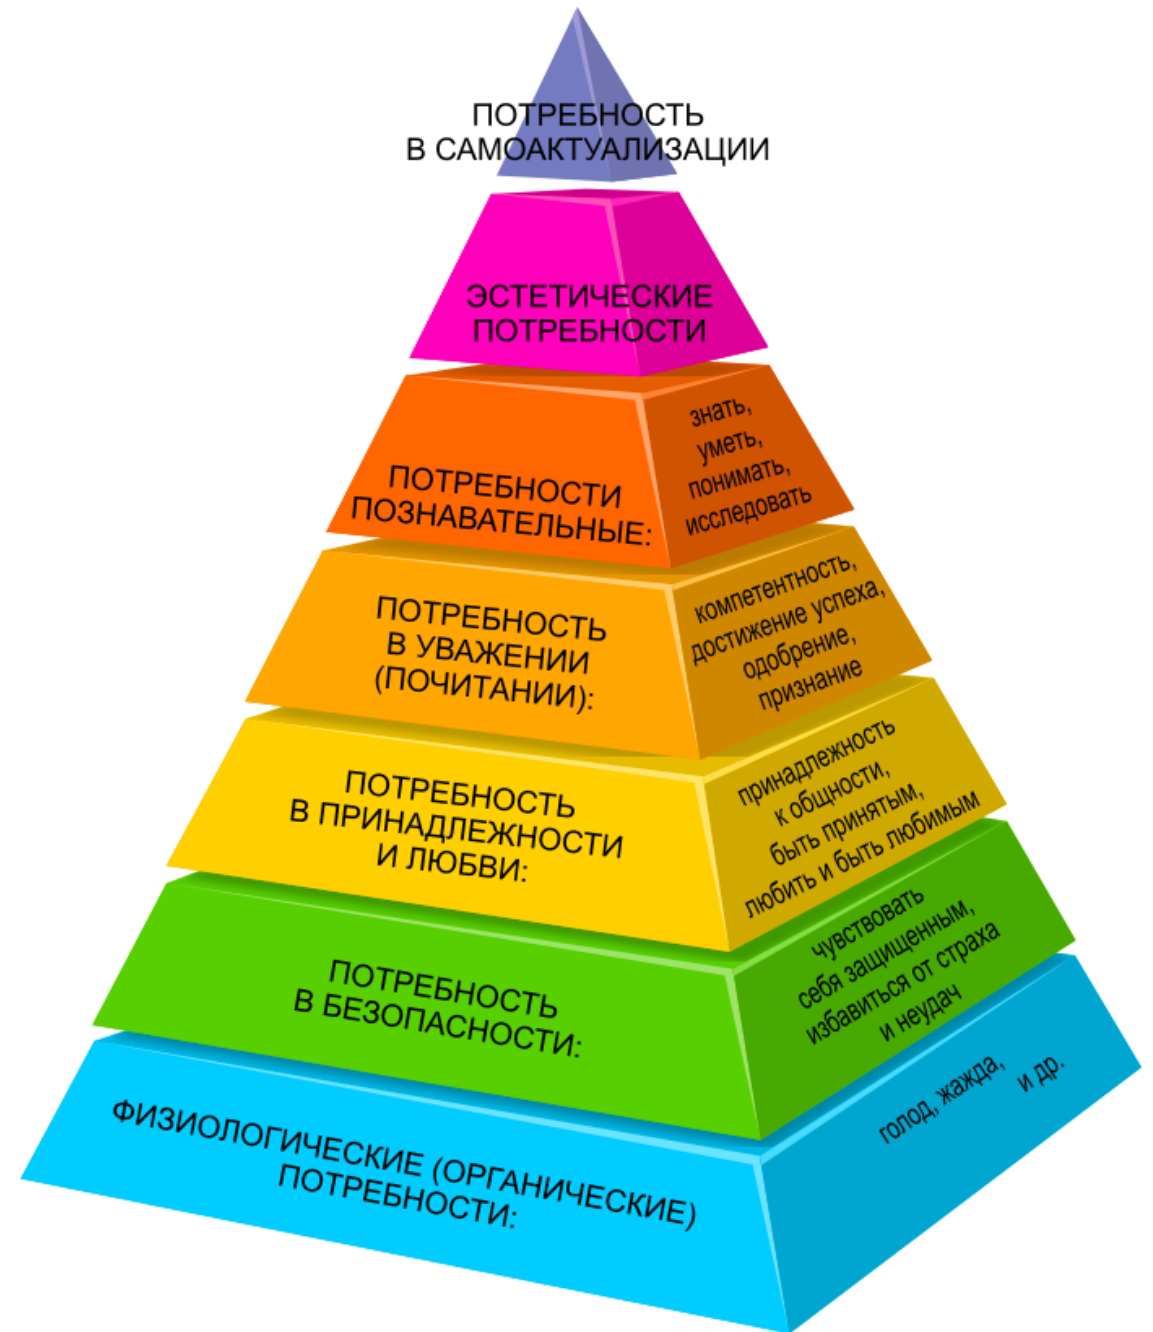 ПОТРЕБНОСТЬ
В САМОАКТУАЛИЗАЦИИ
ЭСТЕТИЧЕСКИЕ
ПОТРЕБНОСТИ
ПОТРЕБНОСТИ
ПОЗНАВАТЕЛЬНЫЕ:
знать,
уметь,
понимать,
исследовать
ПОТРЕБНОСТЬ
В УВАЖЕНИИ
(ПОЧИТАНИИ):
компетентность,
достижение успеха,
одобрение,
признание
ПОТРЕБНОСТЬ
В ПРИНАДЛЕЖНОСТИ
И ЛЮБВИ:
принадлежность
к общности,
быть принятым,
любить и быть любимым
ПОТРЕБНОСТЬ
В БЕЗОПАСНОСТИ:
чувствовать
себя защищенным,
избавиться от страха
и неудач
ФИЗИОЛОГИЧЕСКИЕ (ОРГАНИЧЕСКИЕ)
ПОТРЕБНОСТИ:
голод, жажда, и др.